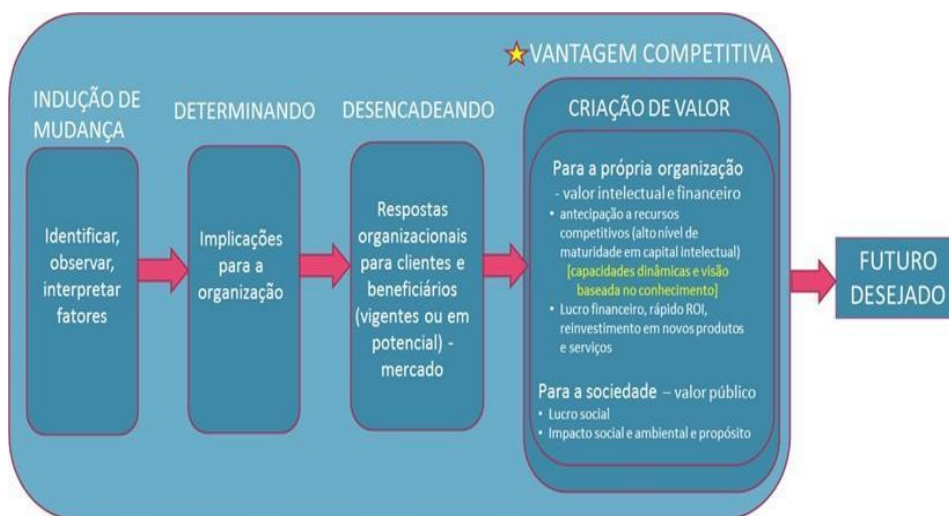 VANTAGEM COMPETITIVA
INDUÇÃO DE
MUDANÇA
Identificar,
observar,
interpretar
fatores
DETERMINANDO
Implicações
para a
organização
DESENCADEANDO
Respostas
organizacionais
para clientes e
beneficiários
(vigentes ou em
potencial) -
mercado
CRIAÇÃO DE VALOR
Para a própria organização
- valor intelectual e financeiro
• antecipação a recursos
competitivos (alto nível de
maturidade em capital intelectual)
[capacidades dinâmicas e visão
baseada no conhecimento]
• Lucro financeiro, rápido ROI,
reinvestimento em novos produtos
e serviços
Para a sociedade – valor público
• Lucro social
• Impacto social e ambiental e propósito
FUTURO
DESEJADO